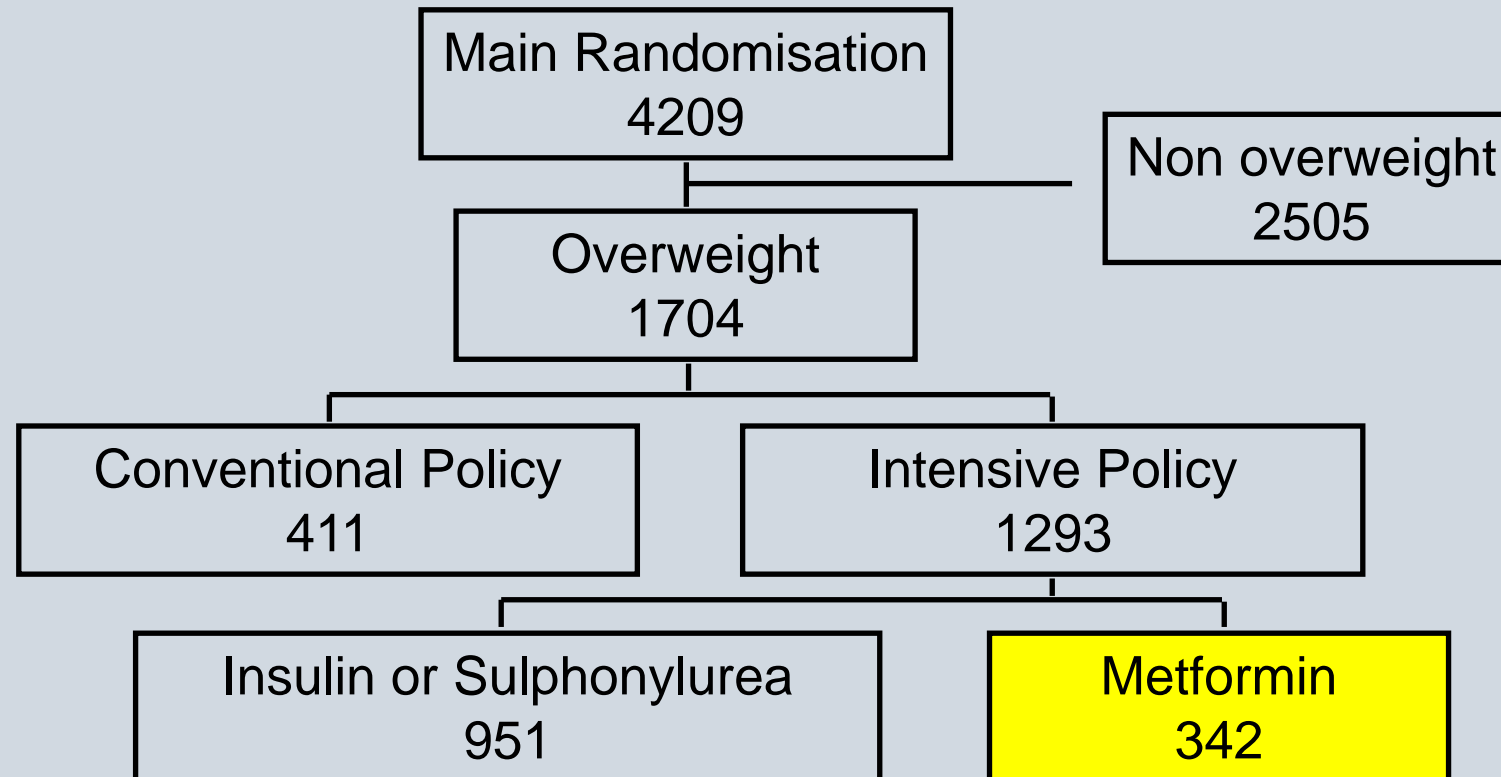 Main Randomisation
4209
Non overweight
2505
Overweight
1704
Conventional Policy
411
Intensive Policy
1293
Insulin or Sulphonylurea
951
Metformin
342